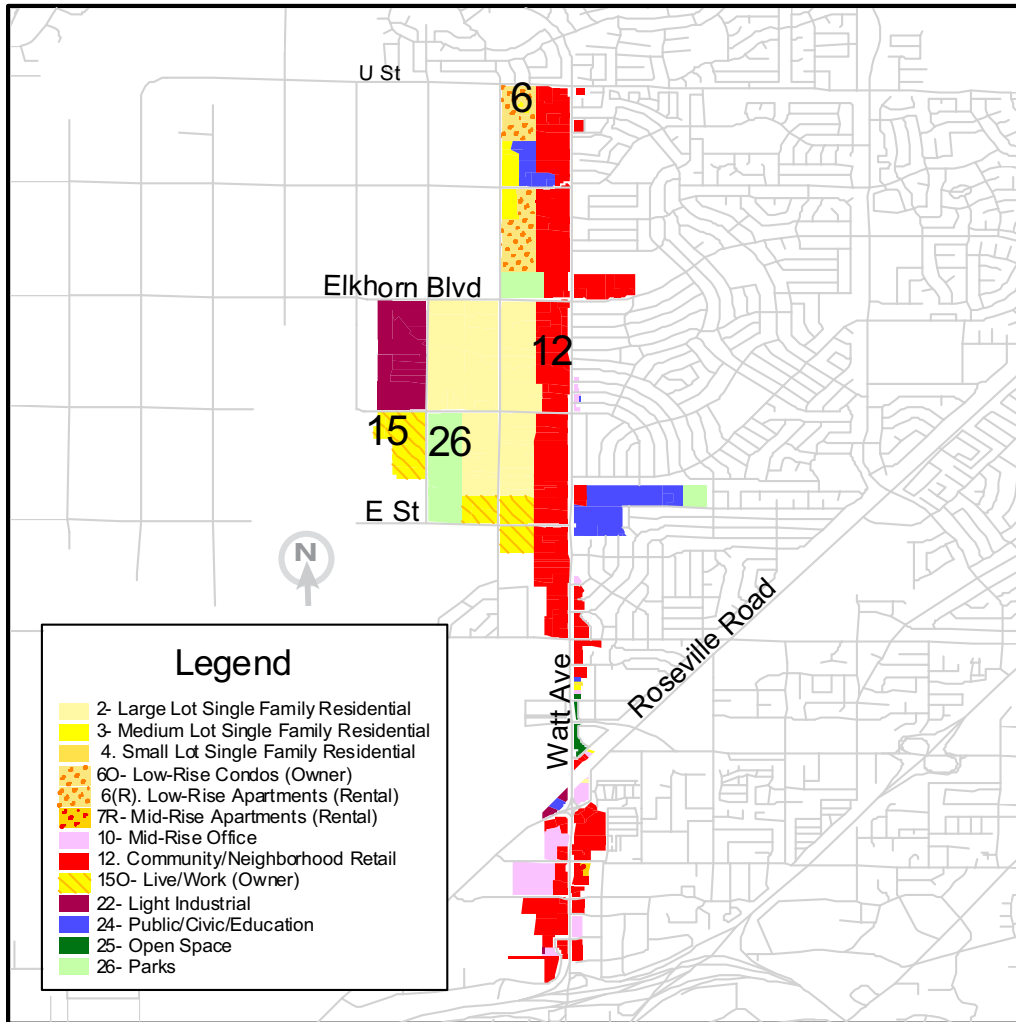 U St
6
Elkhorn Blvd
12
15
26
E St
N
Roseville Road
Watt Ave
Legend
2- Large Lot Single Family Residential
3- Medium Lot Single Family Residential
4. Small Lot Single Family Residential
6O- Low-Rise Condos (Owner)
6(R). Low-Rise Apartments (Rental)
7R- Mid-Rise Apartments (Rental)
10- Mid-Rise Office
12. Community/Neighborhood Retail
15O- Live/Work (Owner)
22- Light Industrial
24- Public/Civic/Education
25- Open Space
26- Parks